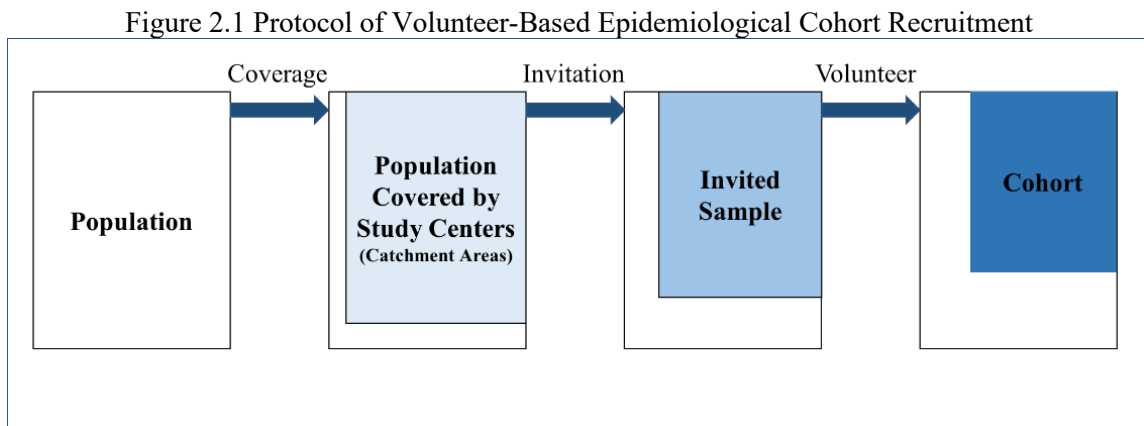 Figure 2.1 Protocol of Volunteer-Based Epidemiological Cohort Recruitment
Coverage
Invitation
Volunteer
Population
Population
Covered by
Study Centers
(Catchment Areas)
Invited
Sample
Cohort